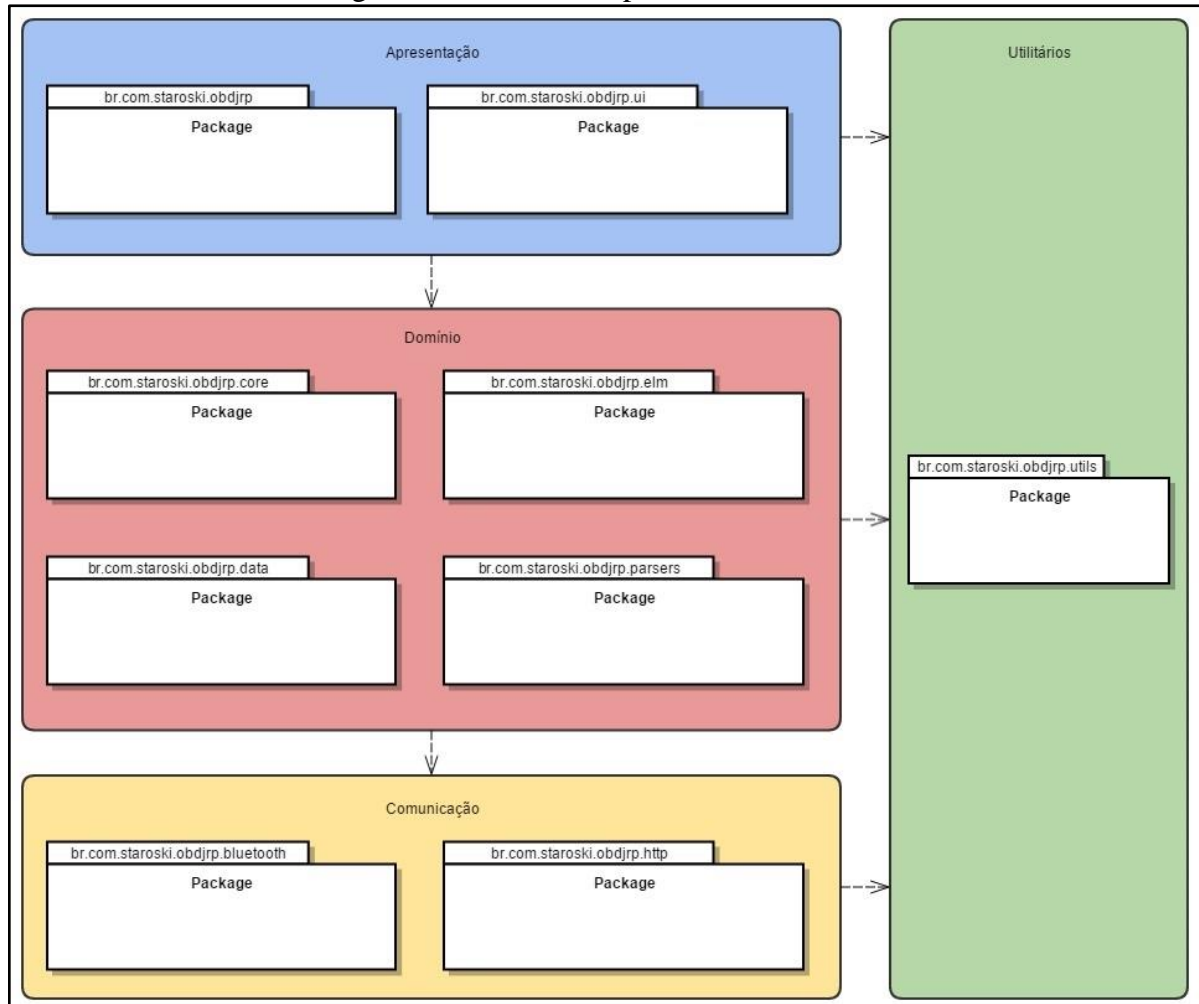 Apresentação
br.com.staroski.obdjrp
Package
br.com.staroski.obdjrp.ui
Package
Utilitários
br.com.staroski.obdjrp.utils
Package
Domínio
br.com.staroski.obdjrp.core
Package
br.com.staroski.obdjrp.elm
Package
br.com.staroski.obdjrp.data
Package
br.com.staroski.obdjrp.parsers
Package
Comunicação
br.com.staroski.obdjrp.bluetooth
Package
br.com.staroski.obdjrp.http
Package